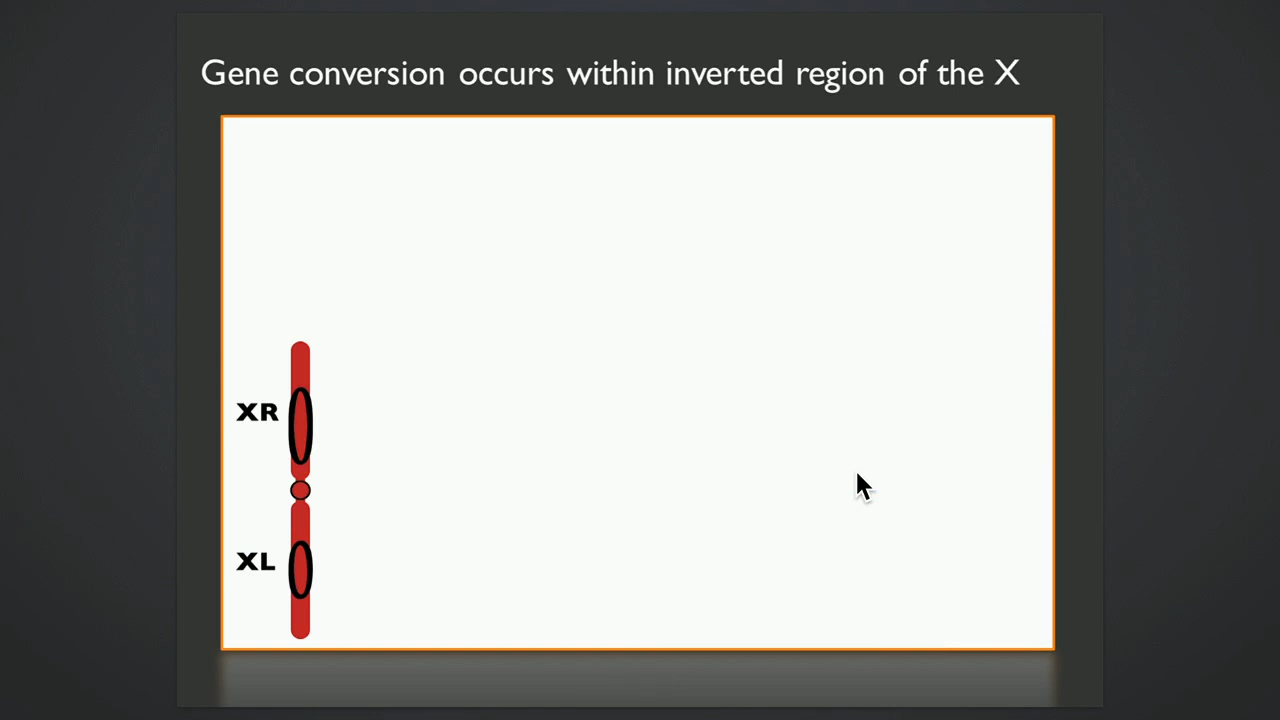 Gene conversion occurs within inverted region of the X
XR
XL